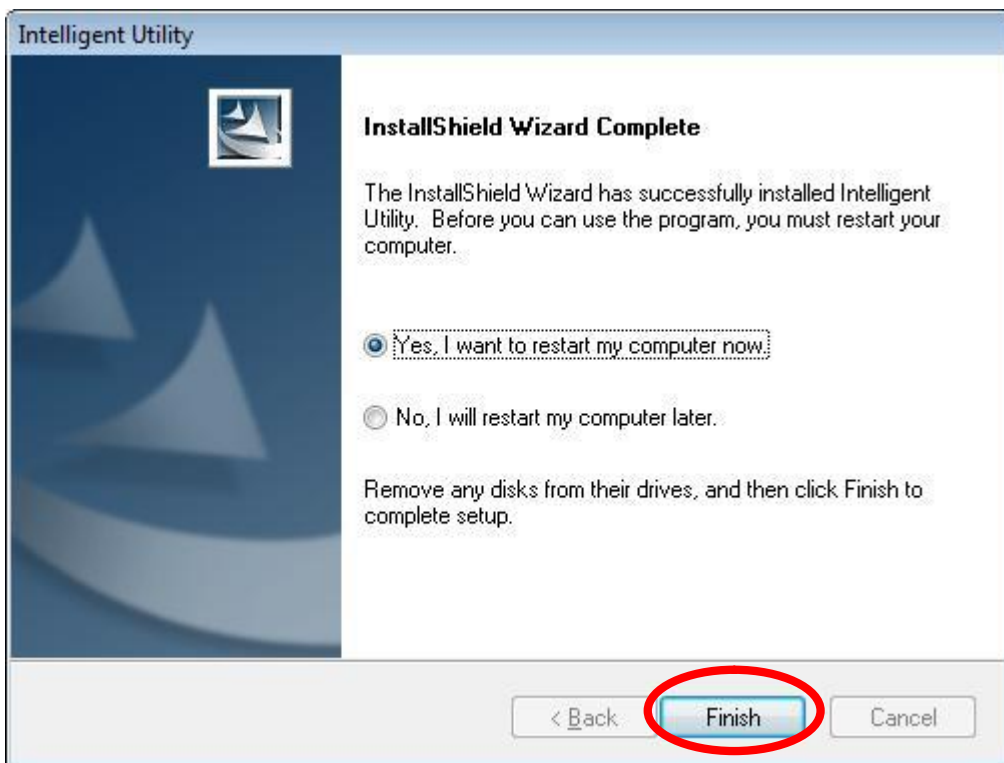 Intelligent Utility
InstallShield Wizard Complete
The InstallShield Wizard has successfully installed Intelligent
Utility.  Before you can use the program, you must restart your
computer.
Yes, I want to restart my computer now.
No, I will restart my computer later.
Remove any disks from their drives, and then click Finish to
complete setup.
< Back
Finish
Cancel